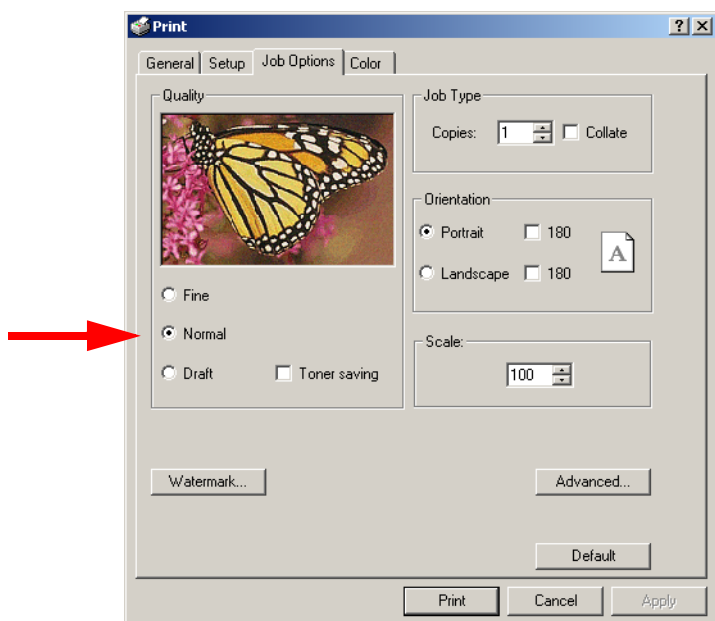 Print
General Setup Job Options Color
Quality
Fine
Normal
Draft Toner saving
Job Type
Copies: 1 Collate
Orientation
Portrait 180
Landscape 180
A
Scale:
100
Watermark... Advanced...
Default
Print Cancel Apply